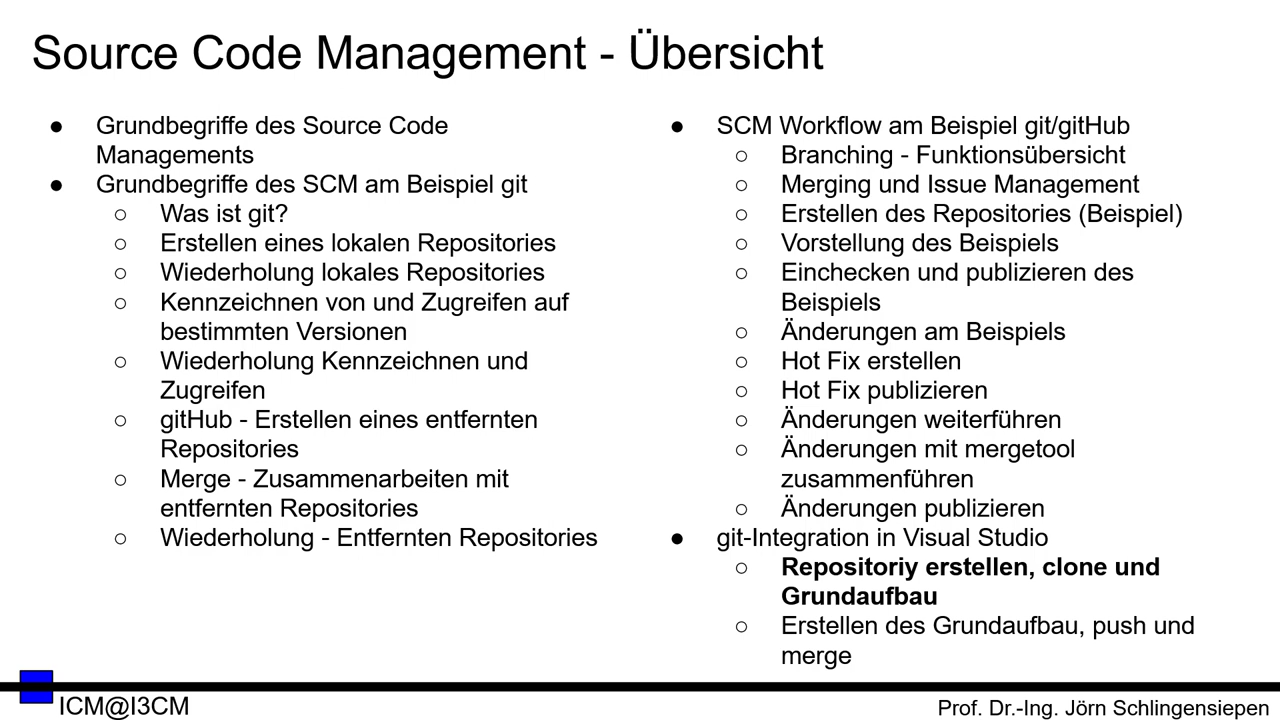 Source Code Management - Übersicht
● Grundbegriffe des Source Code
Managements
● Grundbegriffe des SCM am Beispiel git
○ Was ist git?
○ Erstellen eines lokalen Repositories
○ Wiederholung lokales Repositories
○ Kennzeichnen von und Zugreifen auf
bestimmten Versionen
○ Wiederholung Kennzeichnen und
Zugreifen
○ gitHub - Erstellen eines entfernten
Repositories
○ Merge - Zusammenarbeiten mit
entfernten Repositories
○ Wiederholung - Entfernten Repositories
● SCM Workflow am Beispiel git/gitHub
○ Branching - Funktionsübersicht
○ Merging und Issue Management
○ Erstellen des Repositories (Beispiel)
○ Vorstellung des Beispiels
○ Einchecken und publizieren des
Beispiels
○ Änderungen am Beispiels
○ Hot Fix erstellen
○ Hot Fix publizieren
○ Änderungen weiterführen
○ Änderungen mit mergetool
zusammenführen
○ Änderungen publizieren
● git-Integration in Visual Studio
○ Repositoriy erstellen, clone und
Grundaufbau
○ Erstellen des Grundaufbau, push und
merge
ICM@I3CM
Prof. Dr.-Ing. Jörn Schlingensiepen